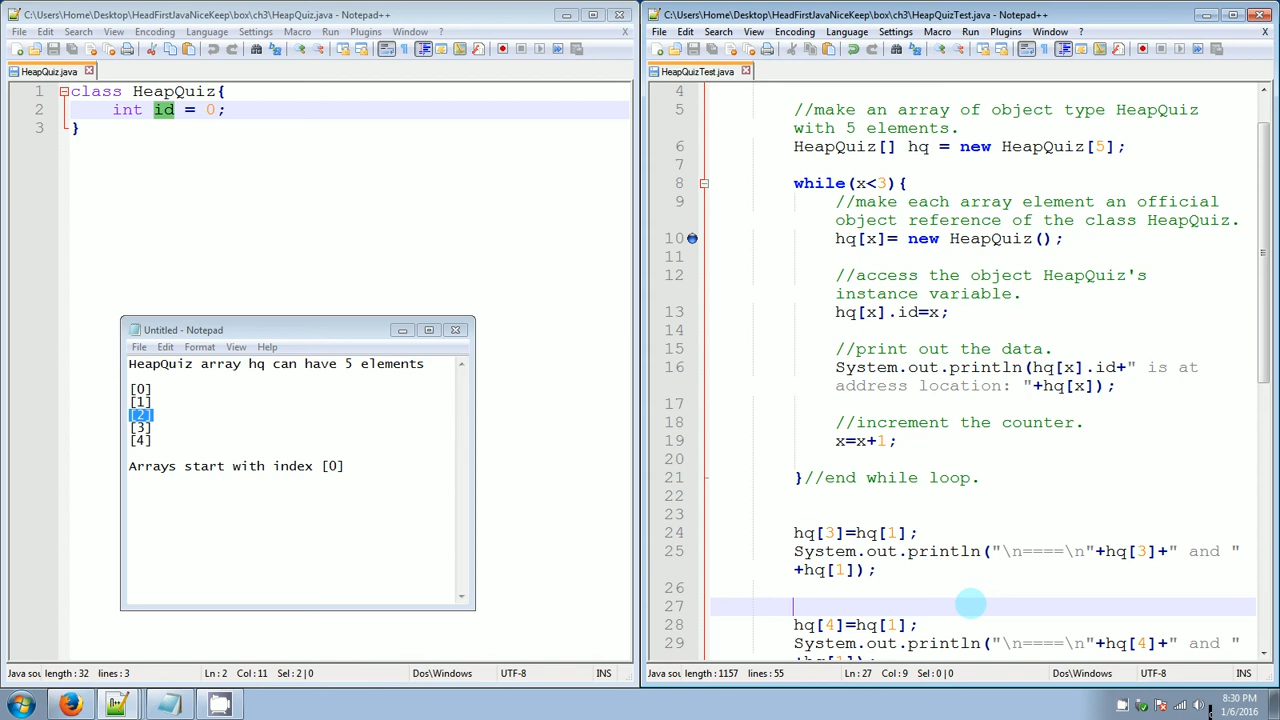 C:\Users\Home\Desktop\HeadFirstJavaNiceKeep\box\ch3\HeapQuiz.java - Notepad++
File Edit Search View Encoding Language Settings Macro Run Plugins Window ? X
HeapQuiz.java
1 class HeapQuiz{
2 int id = 0;
3 }
Untitled - Notepad
File Edit Format View Help
HeapQuiz array hq can have 5 elements
[0]
[1]
[2]
[3]
[4]
Arrays start with index [0]
Java sou length: 32 lines: 3 Ln: 2 Col: 11 Sel: 2 | 0 Dos\Windows UTF-8 INS
C:\Users\Home\Desktop\HeadFirstJavaNiceKeep\box\ch3\HeapQuizTest.java - Notepad++
File Edit Search View Encoding Language Settings Macro Run Plugins Window ? X
HeapQuizTest.java
4
5 //make an array of object type HeapQuiz
with 5 elements.
6 HeapQuiz[] hq = new HeapQuiz[5];
7
8 while(x<3){
9 //make each array element an official
object reference of the class HeapQuiz.
10 hq[x]= new HeapQuiz();
11
12 //access the object HeapQuiz's
instance variable.
13 hq[x].id=x;
14
15 //print out the data.
16 System.out.println(hq[x].id+" is at
address location: "+hq[x]);
17
18 //increment the counter.
19 x=x+1;
20
21 }//end while loop.
22
23
24 hq[3]=hq[1];
25 System.out.println("\n====\n"+hq[3]+" and "
+hq[1]);
26
27
28 hq[4]=hq[1];
29 System.out.println("\n====\n"+hq[4]+" and "
+hq[1]);
Java sou length: 1157 lines: 55 Ln: 27 Col: 9 Sel: 0 | 0 Dos\Windows UTF-8 INS
8:30 PM
1/6/2016